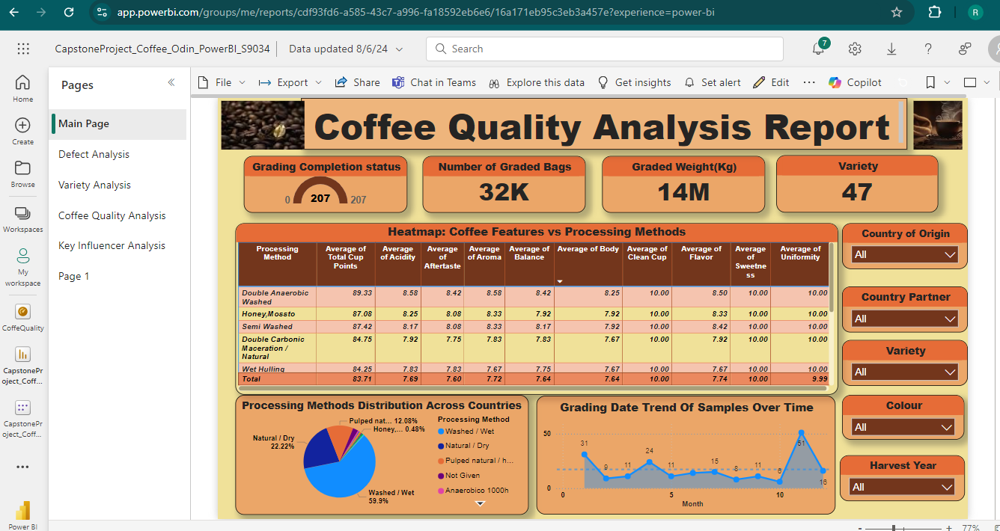 app.powerbi.com/groups/me/reports/cdf93fd6-a585-43c7-a996-fa18592eb6e6/16a171eb95c3eb3a457e?experience=power-bi
R
CapstoneProject_Coffee_Odin_PowerBI_S9034
Data updated 8/6/24
Search
7
Home
Create
Browse
Workspaces
My
workspace
CoffeQuality
CapstonePr
oject_Coff...
CapstonePr
oject_Coff...
Power BI
Pages
Main Page
Defect Analysis
Variety Analysis
Coffee Quality Analysis
Key Influencer Analysis
Page 1
File Export Share Chat in Teams Explore this data Get insights Set alert Edit ... Copilot
Coffee Quality Analysis Report
Grading Completion status
0 207 207
Number of Graded Bags
32K
Graded Weight(Kg)
14M
Variety
47
Heatmap: Coffee Features vs Processing Methods
Processing Method Average of Total Cup Points Average of Acidity Average of Aftertaste Average of Aroma Average of Balance Average of Body Average of Clean Cup Average of Flavor Average of Sweetne ss Average of Uniformity
Double Anaerobic Washed 89.33 8.58 8.42 8.58 8.42 8.25 10.00 8.50 10.00 10.00
Honey,Mossto 87.08 8.25 8.08 8.33 7.92 7.92 10.00 8.33 10.00 10.00
Semi Washed 87.42 8.17 8.08 8.33 8.17 7.92 10.00 8.42 10.00 10.00
Double Carbonic Maceration / Natural 84.75 7.92 7.75 7.83 7.83 7.67 10.00 7.92 10.00 10.00
Wet Hulling 84.25 7.83 7.83 7.67 7.75 7.67 10.00 7.67 10.00 10.00
Total 83.71 7.69 7.60 7.72 7.64 7.64 10.00 7.74 10.00 9.99
Country of Origin
All
Country Partner
All
Variety
All
Colour
All
Harvest Year
All
Processing Methods Distribution Across Countries
Pulped nat... 12.08%
Honey,... 0.48%
Natural / Dry
22.22%
Washed / Wet
59.9%
Processing Method
Washed / Wet
Natural / Dry
Pulped natural / h...
Not Given
Anaerobico 1000h
Grading Date Trend Of Samples Over Time
50
0
31 9 11 24 11 15 8 11 6 51 16
0 5 10
Month
77%